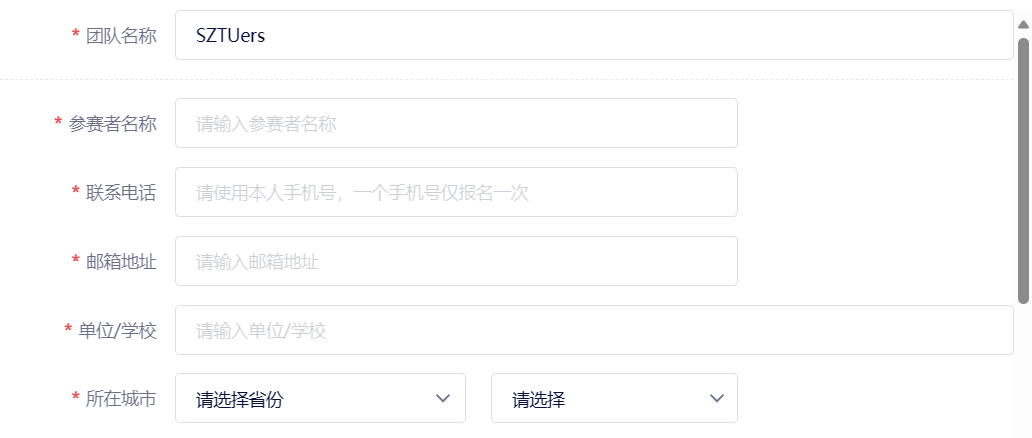 * 团队名称 SZTUers
* 参赛者名称 请输入参赛者名称
* 联系电话 请使用本人手机号，一个手机号仅报名一次
* 邮箱地址 请输入邮箱地址
* 单位/学校 请输入单位/学校
* 所在城市 请选择省份 请选择